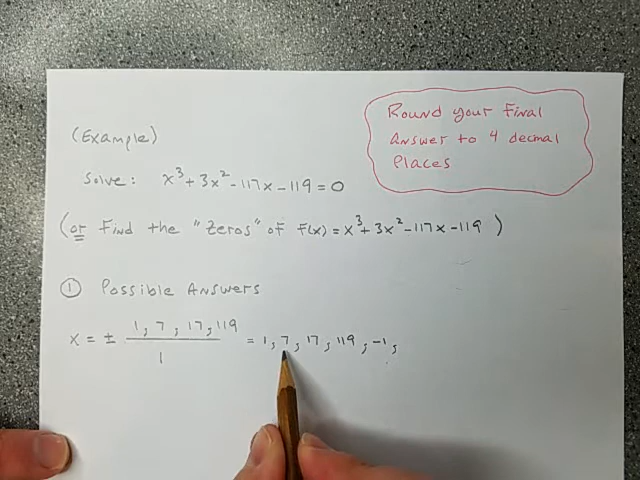 Round your Final
Answer to 4 decmal
Places
(Example)
Solve: x³+3x²-117x-119=0
(or Find the "Zeros" of F(x)=x³+3x²-117x-119)
① Possible Answers
x = ± 1, 7, 17, 119 / 1 = 1, 7, 17, 119, -1,